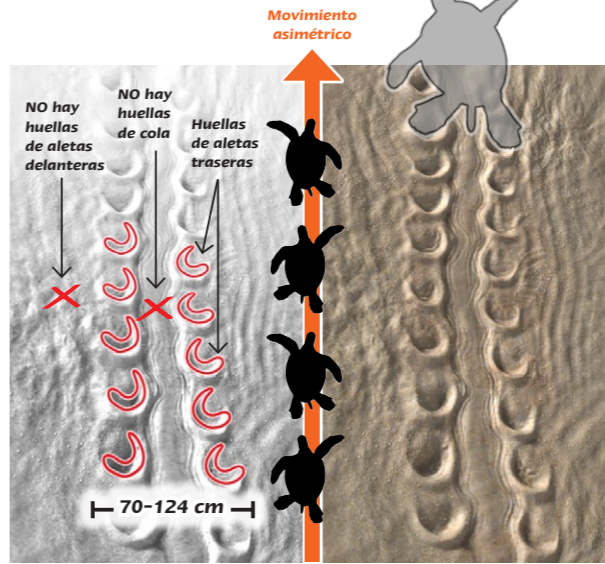 Movimiento
asimétrico
NO hay
huellas
de aletas
delanteras
NO hay
huellas
de cola
Huellas
de aletas
traseras
70-124 cm